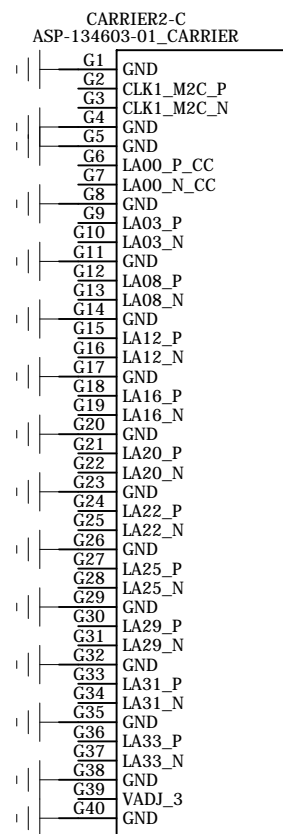 CARRIER2-C
ASP-134603-01_CARRIER
G1 GND
G2 CLK1_M2C_P
G3 CLK1_M2C_N
G4 GND
G5 GND
G6 LA00_P_CC
G7 LA00_N_CC
G8 GND
G9 LA03_P
G10 LA03_N
G11 GND
G12 LA08_P
G13 LA08_N
G14 GND
G15 LA12_P
G16 LA12_N
G17 GND
G18 LA16_P
G19 LA16_N
G20 GND
G21 LA20_P
G22 LA20_N
G23 GND
G24 LA22_P
G25 LA22_N
G26 GND
G27 LA25_P
G28 LA25_N
G29 GND
G30 LA29_P
G31 LA29_N
G32 GND
G33 LA31_P
G34 LA31_N
G35 GND
G36 LA33_P
G37 LA33_N
G38 GND
G39 VADJ_3
G40 GND